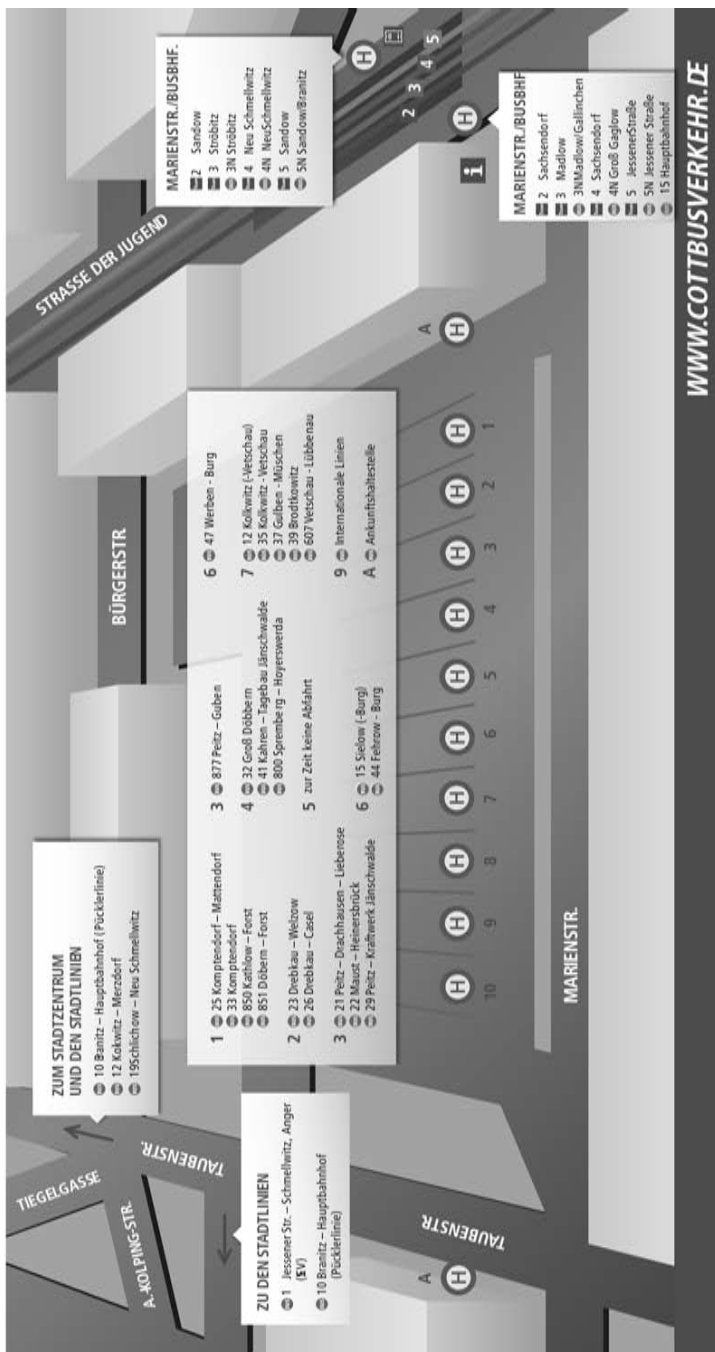 ZUM STADTZENTRUM
UND DEN STADTLINIEN
10 Branitz – Hauptbahnhof (Pücklerlinie)
12 Kokwitz – Merzdorf
19Schlichow – Neu Schmellwitz
TIEGELGASSE
A.-KOLPING-STR.
TAUBENSTR.
ZU DEN STADTLINIEN
1 Jessener Str. – Schmellwitz, Anger
(SEV)
10 Branitz – Hauptbahnhof
(Pücklerlinie)
TAUBENSTR.
A
H
BÜRGERSTR
STRASSE DER JUGEND
1 25 Komptendorf – Mattendorf
33 Komptendorf
850 Kathlow – Forst
851 Döbern – Forst
2 23 Drebkau – Welzow
26 Drebkau – Casel
3 21 Peitz – Drachhausen – Lieberose
22 Maust – Heinersbrück
29 Peitz – Kraftwerk Jänschwalde
3 877 Peitz – Guben
4 32 Groß Döbbern
41 Kahren – Tagebau Jänschwalde
800 Spremberg – Hoyerswerda
5 zur Zeit keine Abfahrt
6 15 Sielow (-Burg)
44 Fehrow - Burg
6 47 Werben - Burg
7 12 Kolkwitz (-Vetschau)
35 Kolkwitz - Vetschau
37 Gulben - Müschen
39 Brodtkowitz
607 Vetschau - Lübbenau
9 Internationale Linien
A Ankunftshaltestelle
MARIENSTR./BUSBHF.
2 Sandow
3 Ströbitz
3N Ströbitz
4 Neu Schmellwitz
4N NeuSchmellwitz
5 Sandow
5N Sandow/Branitz
H
2 3 4 5
H
i
MARIENSTR./BUSBHF
2 Sachsendorf
3 Madlow
3NMadlow/Gallinchen
4 Sachsendorf
4N Groß Gaglow
5 JessenerStraße
5N Jessener Straße
15 Hauptbahnhof
A
H H H H H H H H H H H
10 9 8 7 6 5 4 3 2 1
MARIENSTR.
WWW.COTTBUSVERKEHR.DE